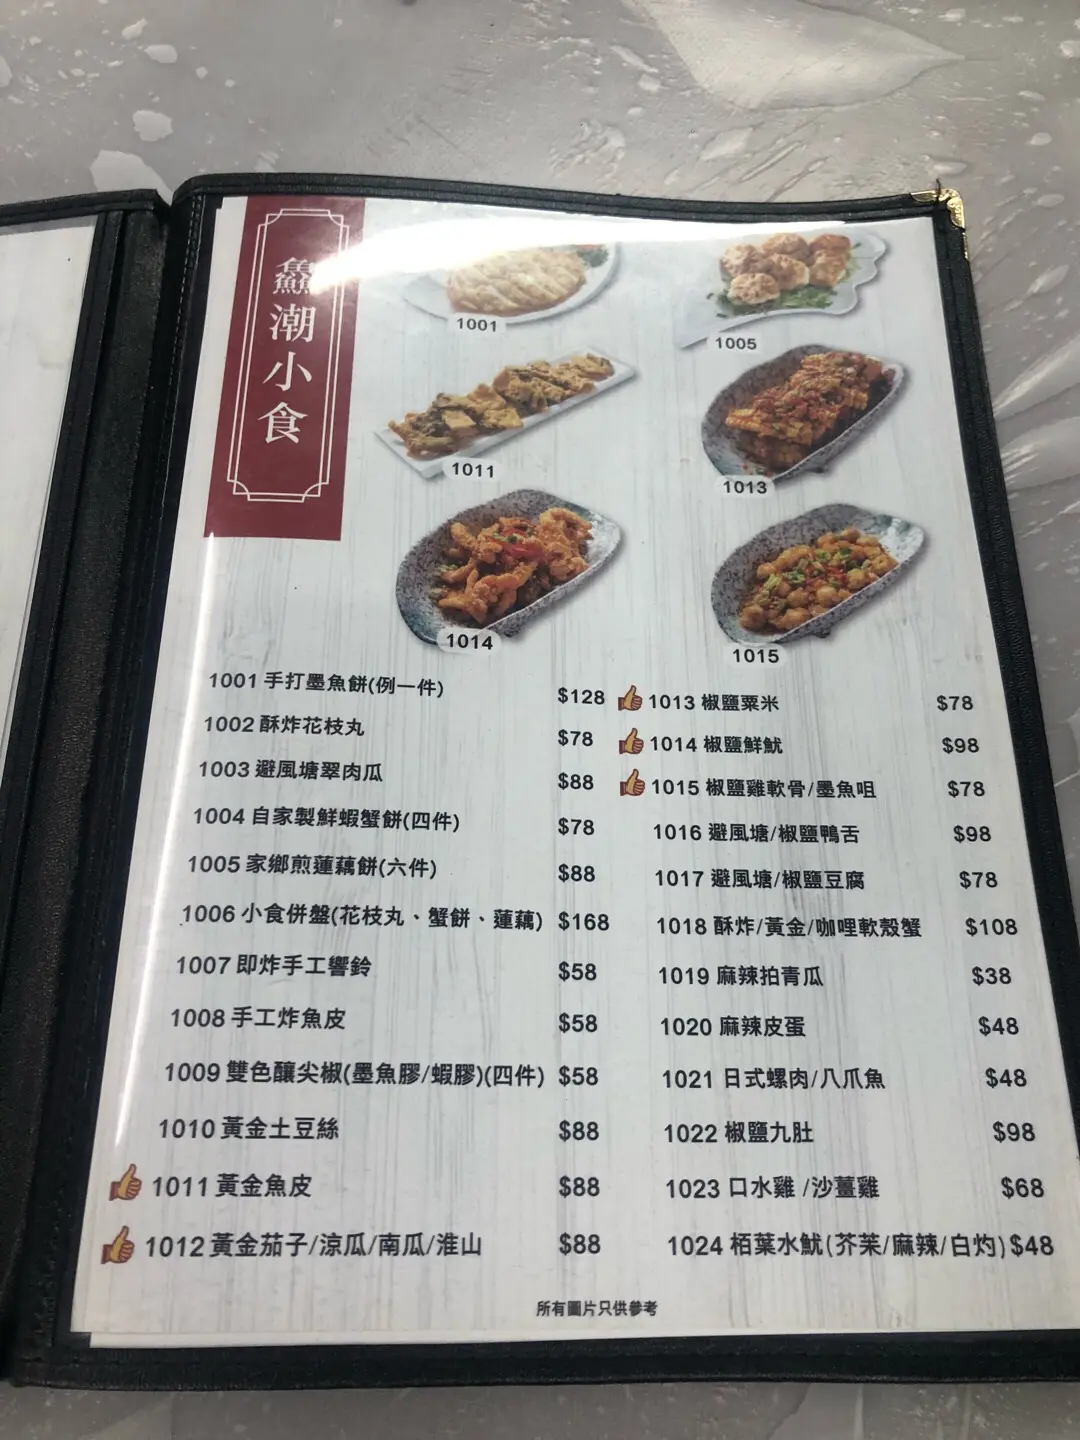 鱻潮小食
1001
1005
1011
1013
1014
1015
1001 手打墨魚餅(例一件) $128
1002 酥炸花枝丸 $78
1003 避風塘翠肉瓜 $88
1004 自家製鮮蝦蟹餅(四件) $78
1005 家鄉煎蓮藕餅(六件) $88
1006 小食併盤(花枝丸、蟹餅、蓮藕) $168
1007 即炸手工響鈴 $58
1008 手工炸魚皮 $58
1009 雙色釀尖椒(墨魚膠/蝦膠)(四件) $58
1010 黃金土豆絲 $88
1011 黃金魚皮 $88
1012 黃金茄子/涼瓜/南瓜/淮山 $88
1013 椒鹽粟米 $78
1014 椒鹽鮮魷 $98
1015 椒鹽雞軟骨/墨魚咀 $78
1016 避風塘/椒鹽鴨舌 $98
1017 避風塘/椒鹽豆腐 $78
1018 酥炸/黃金/咖哩軟殼蟹 $108
1019 麻辣拍青瓜 $38
1020 麻辣皮蛋 $48
1021 日式螺肉/八爪魚 $48
1022 椒鹽九肚 $98
1023 口水雞 /沙薑雞 $68
1024 栢葉水魷(芥茉/麻辣/白灼) $48
所有圖片只供參考